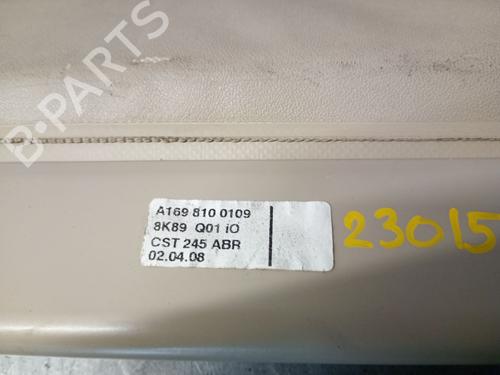 B-PARTS
A169 810 0109
8K89 Q01 iO
CST 245 ABR
02.04.08
23015